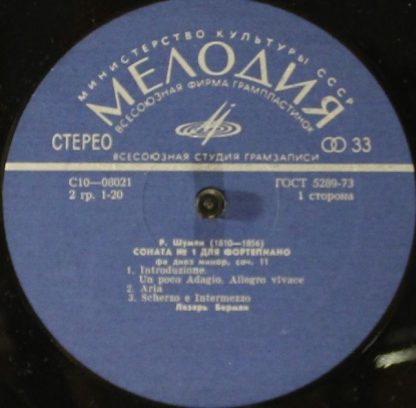 МИНИСТЕРСТВО КУЛЬТУРЫ СССР
МЕЛОДИЯ
ВСЕСОЮЗНАЯ ФИРМА ГРАМПЛАСТИНОК
СТЕРЕО
33
ВСЕСОЮЗНАЯ СТУДИЯ ГРАМЗАПИСИ
С10—08021
ГОСТ 5289-73
2 гр. 1-20
1 сторона
Р. Шуман (1810—1856)
СОНАТА № 1 ДЛЯ ФОРТЕПИАНО
фа диез минор, соч. 11
1. Introduzione.
Un poco Adagio. Allegro vivace
2. Aria
3. Scherzo e Intermezzo
Лазарь Берман